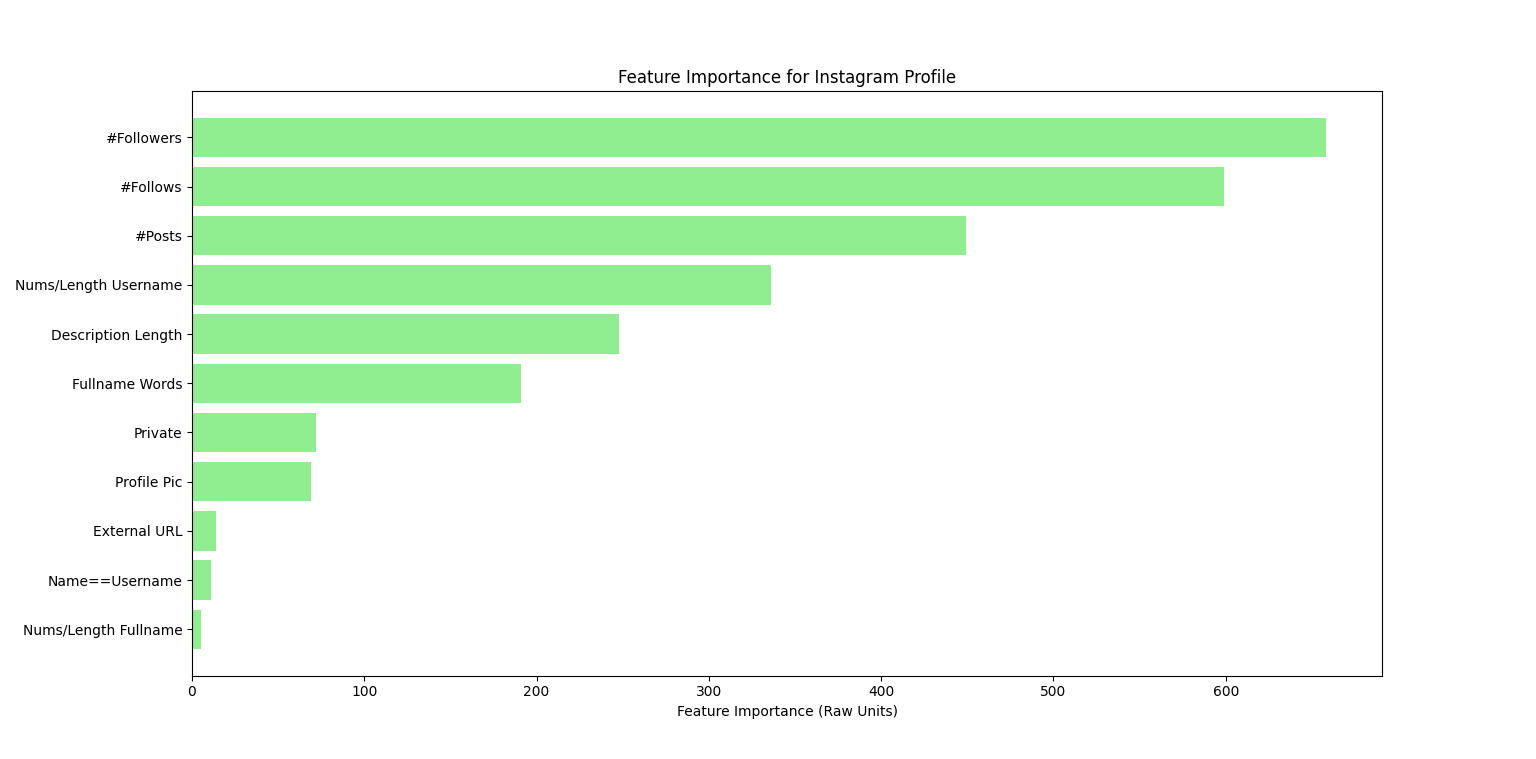 Feature Importance for Instagram Profile
#Followers
#Follows
#Posts
Nums/Length Username
Description Length
Fullname Words
Private
Profile Pic
External URL
Name==Username
Nums/Length Fullname
0 100 200 300 400 500 600
Feature Importance (Raw Units)